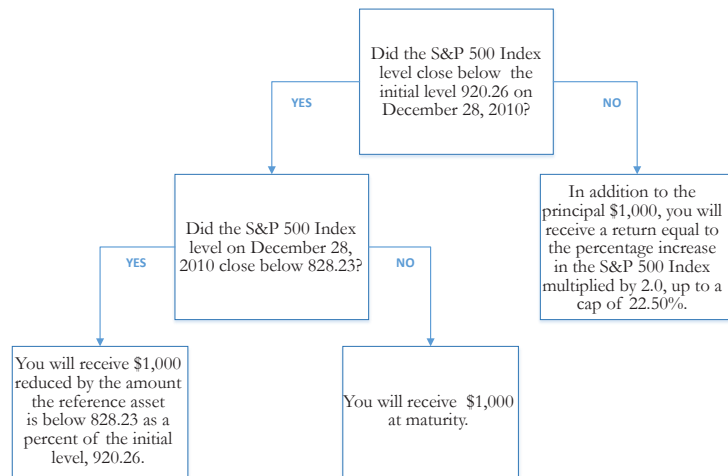 Did the S&P 500 Index
level close below the
initial level 920.26 on
December 28, 2010?
YES
NO
Did the S&P 500 Index
level on December 28,
2010 close below 828.23?
In addition to the
principal $1,000, you will
receive a return equal to
the percentage increase
in the S&P 500 Index
multiplied by 2.0, up to a
cap of 22.50%.
YES
NO
You will receive $1,000
reduced by the amount
the reference asset
is below 828.23 as a
percent of the initial
level, 920.26.
You will receive $1,000
at maturity.